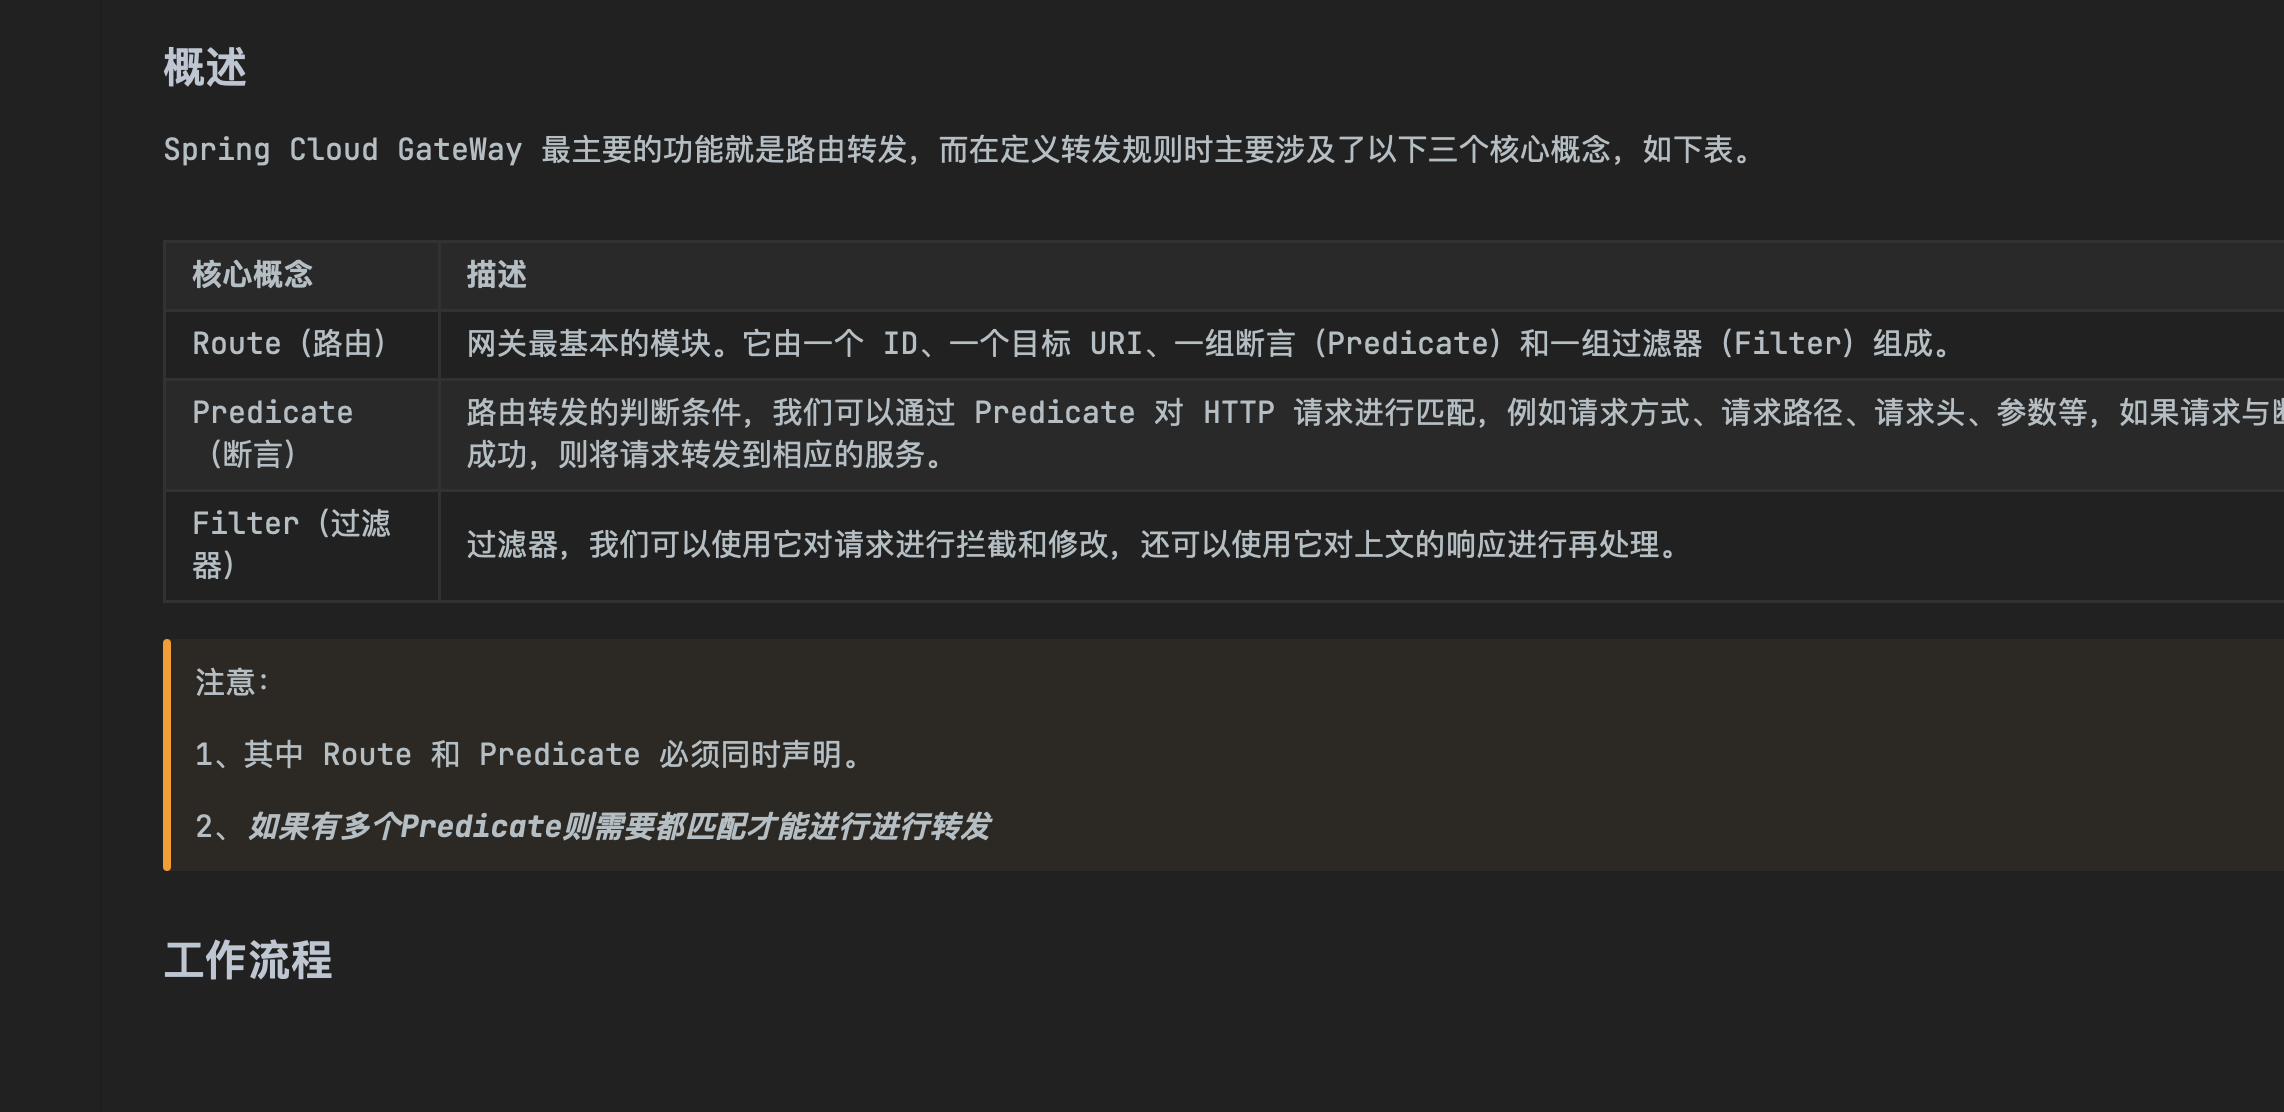 概述
Spring Cloud GateWay 最主要的功能就是路由转发，而在定义转发规则时主要涉及了以下三个核心概念，如下表。
核心概念 描述
Route（路由） 网关最基本的模块。它由一个 ID、一个目标 URI、一组断言（Predicate）和一组过滤器（Filter）组成。
Predicate
（断言）
路由转发的判断条件，我们可以通过 Predicate 对 HTTP 请求进行匹配，例如请求方式、请求路径、请求头、参数等，如果请求与
成功，则将请求转发到相应的服务。
Filter（过滤
器）
过滤器，我们可以使用它对请求进行拦截和修改，还可以使用它对上文的响应进行再处理。
注意：
1、其中 Route 和 Predicate 必须同时声明。
2、如果有多个Predicate则需要都匹配才能进行进行转发
工作流程